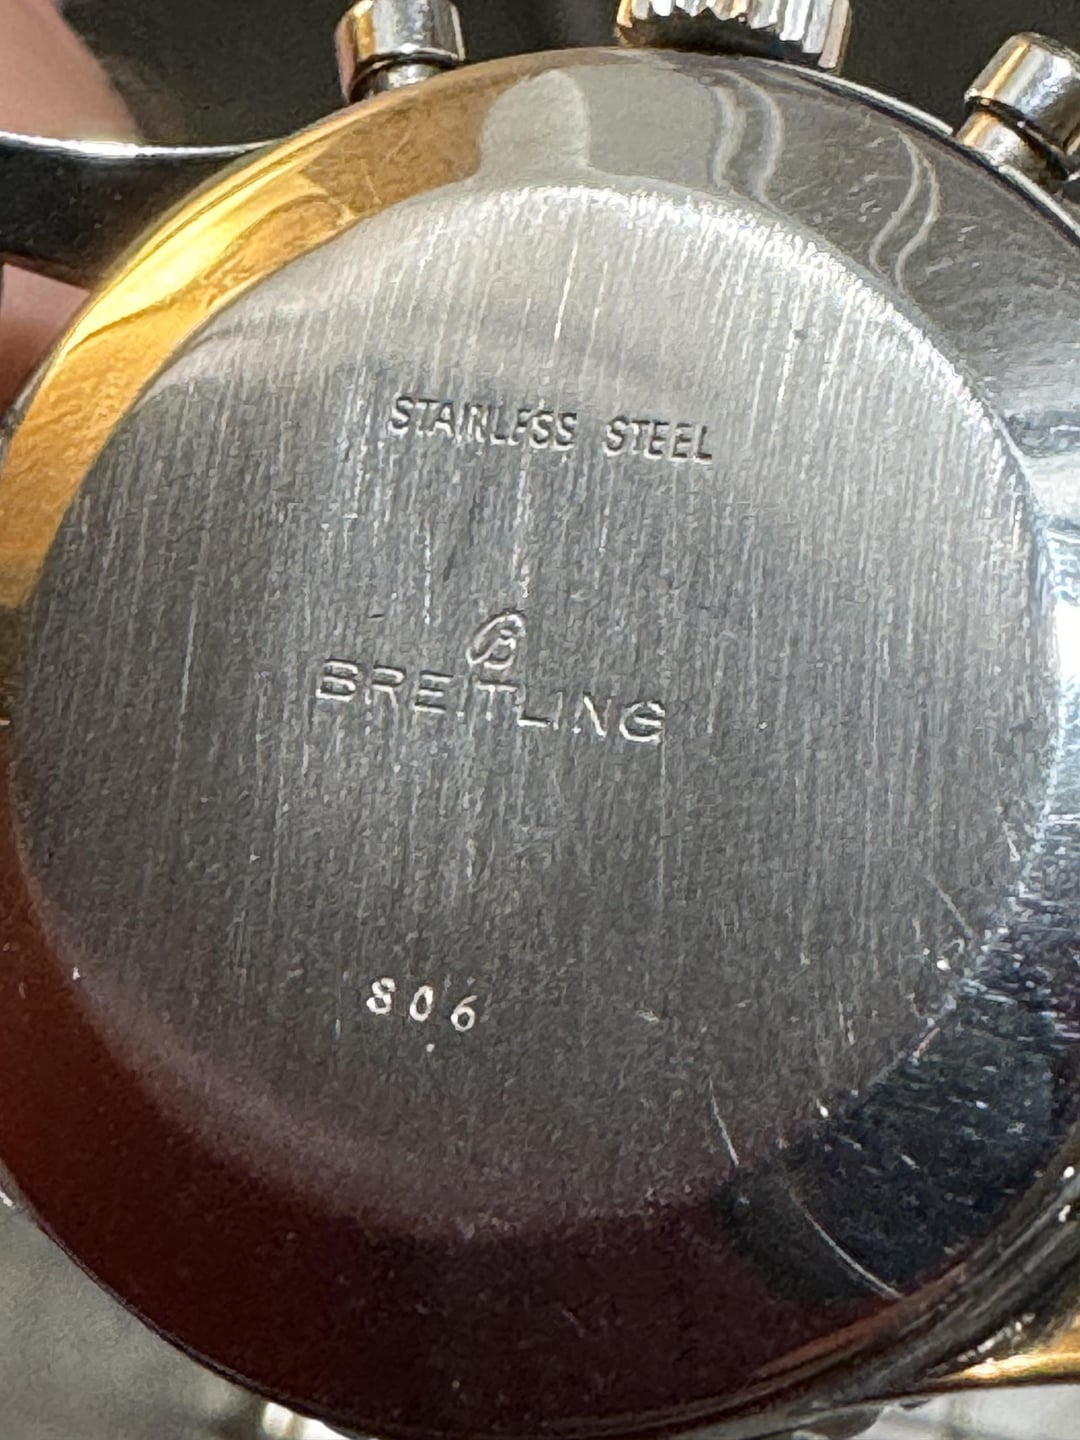 STAINLESS STEEL
B
BREITLING
806